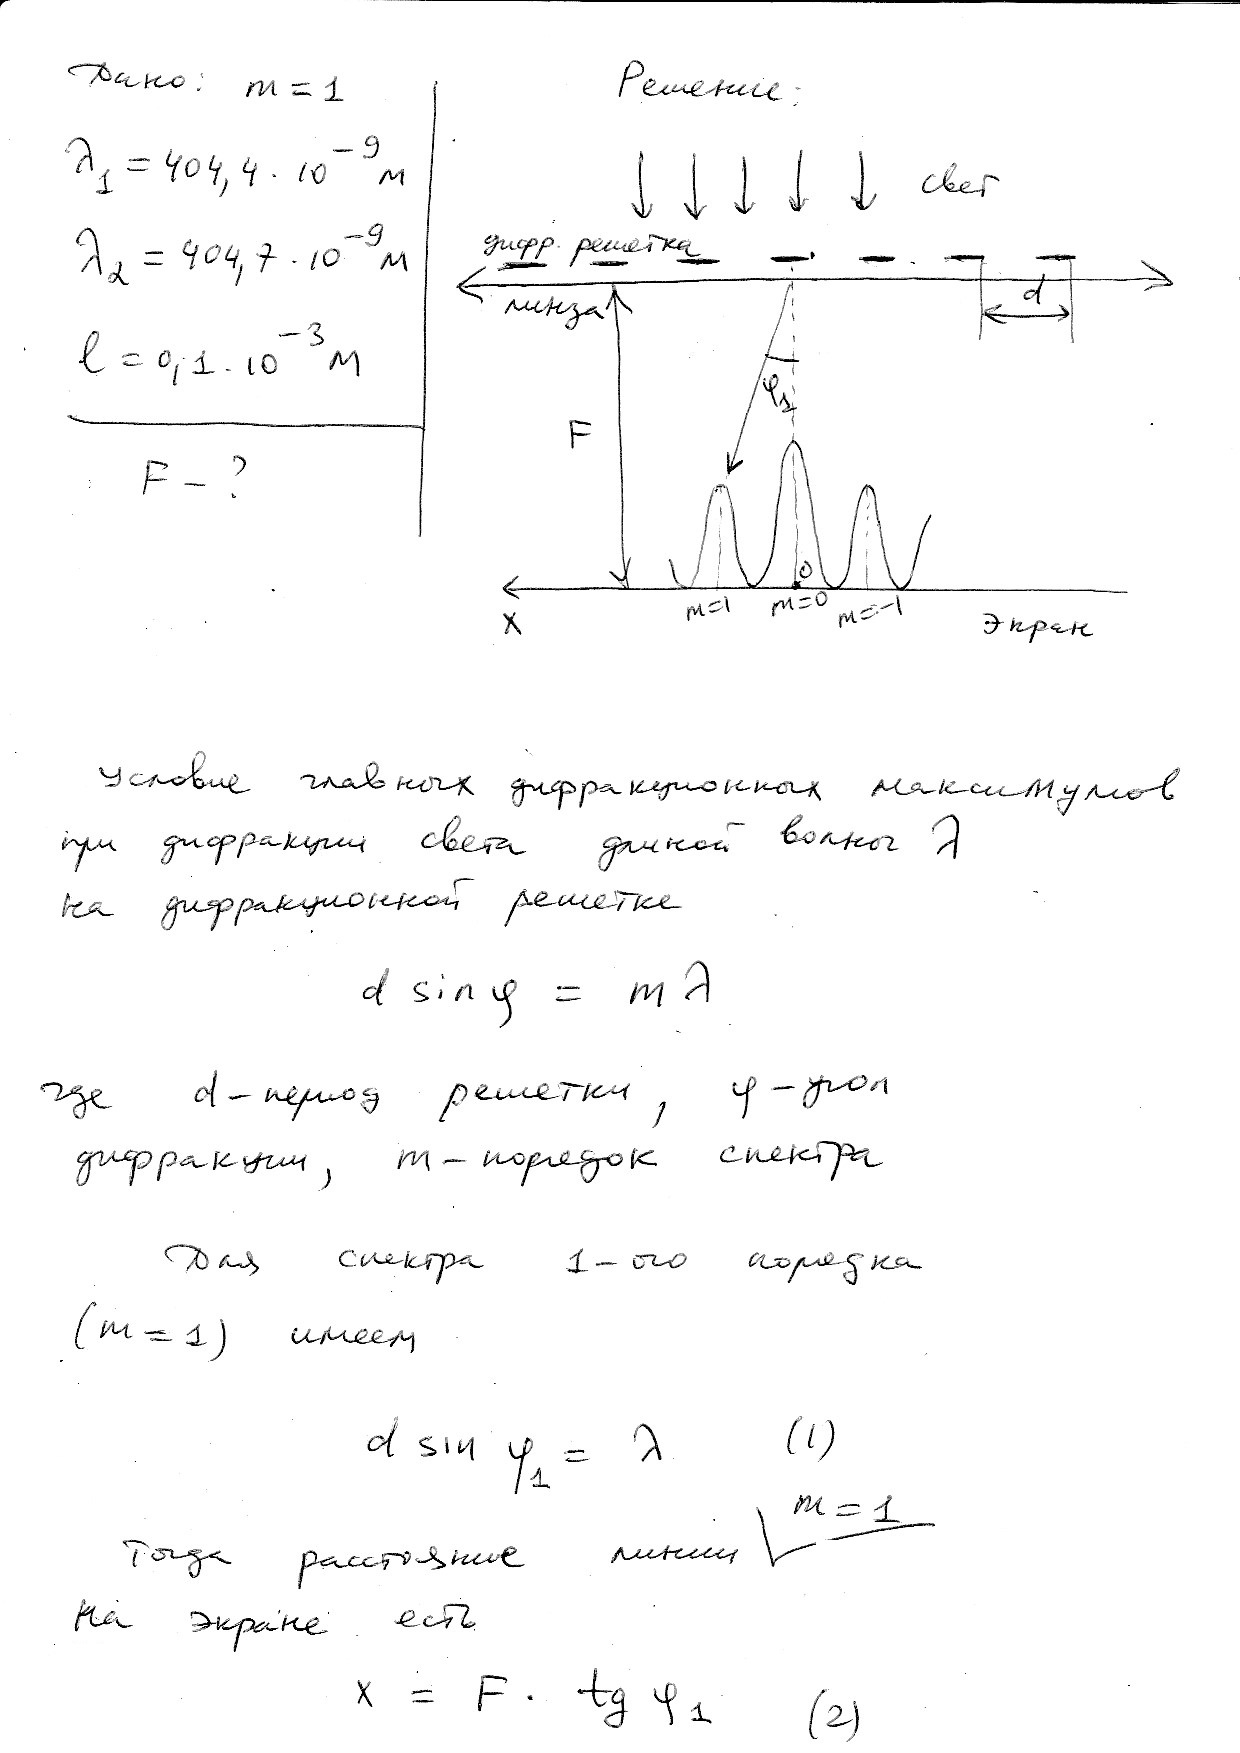 Дано: m = 1
λ₁ = 404,4 · 10⁻⁹ м
λ₂ = 404,7 · 10⁻⁹ м
l = 0,1 · 10⁻³ м
F - ?
Решение:
свет
дифр. решетка
линза
d
φ₁
F
0
m=1 m=0 m=-1
X
Экран
Условие главных дифракционных максимумов
при дифракции света длиной волны λ
на дифракционной решетке
d sin φ = m λ
где d - период решетки, φ - угол
дифракции, m - порядок спектра
Для спектра 1-ого порядка
(m = 1) имеем
d sin φ₁ = λ (1)
m = 1
Тогда расстояние линии
на экране есть
x = F · tg φ₁ (2)